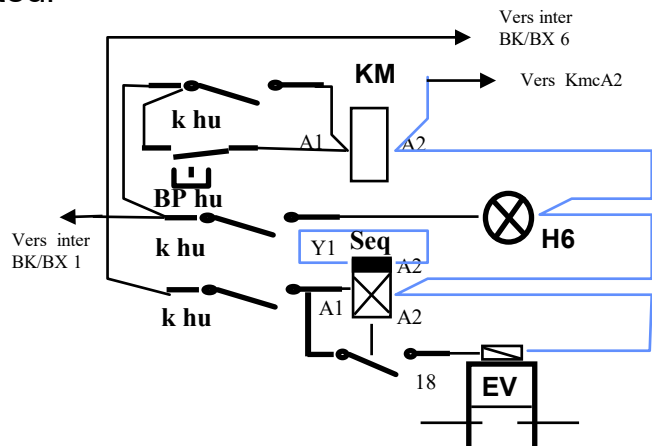 Vers inter
BK/BX 6
KM
Vers KmcA2
k hu
A1
A2
BP hu
Vers inter
BK/BX 1
k hu
Y1
Seq
H6
A2
k hu
A1
A2
18
EV